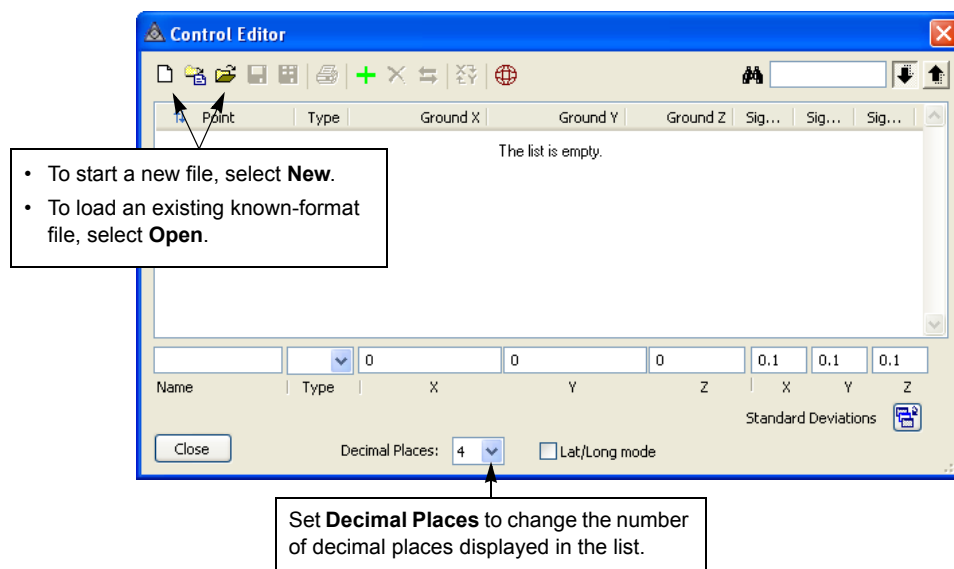 Control Editor
Point Type Ground X Ground Y Ground Z Sig... Sig... Sig...
The list is empty.
• To start a new file, select New.
• To load an existing known-format
file, select Open.
0 0 0 0.1 0.1 0.1
Name Type X Y Z X Y Z
Standard Deviations
Close Decimal Places: 4 Lat/Long mode
Set Decimal Places to change the number
of decimal places displayed in the list.